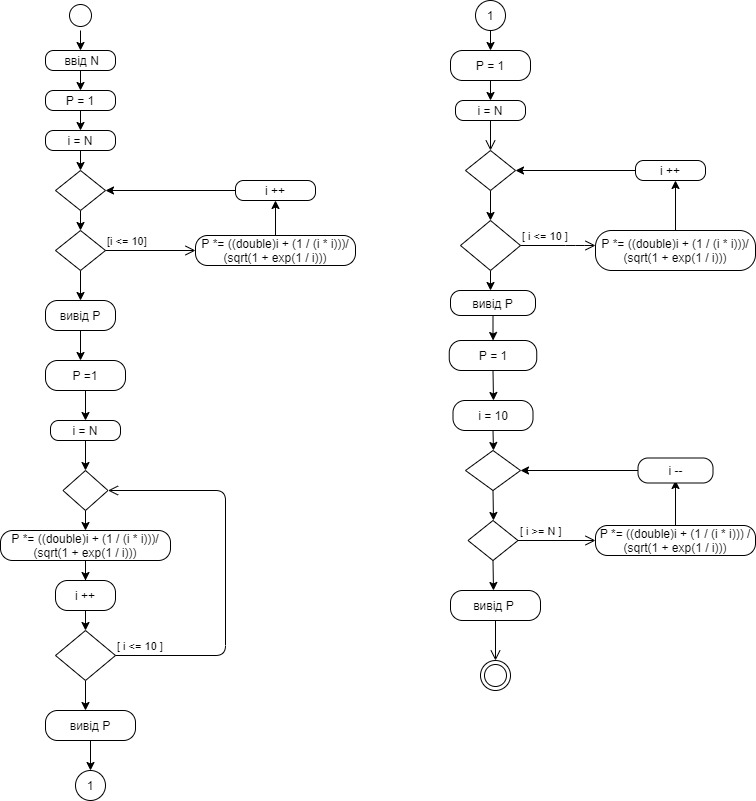 ввід N
P = 1
i = N
i ++
[i <= 10]
P *= ((double)i + (1 / (i * i)))/
(sqrt(1 + exp(1 / i)))
вивід P
P =1
i = N
P *= ((double)i + (1 / (i * i)))/
(sqrt(1 + exp(1 / i)))
i ++
[ i <= 10 ]
вивід P
1
1
P = 1
i = N
i ++
[ i <= 10 ]
P *= ((double)i + (1 / (i * i)))/
(sqrt(1 + exp(1 / i)))
вивід P
P = 1
i = 10
i --
[ i >= N ]
P *= ((double)i + (1 / (i * i))) /
(sqrt(1 + exp(1 / i)))
вивід P